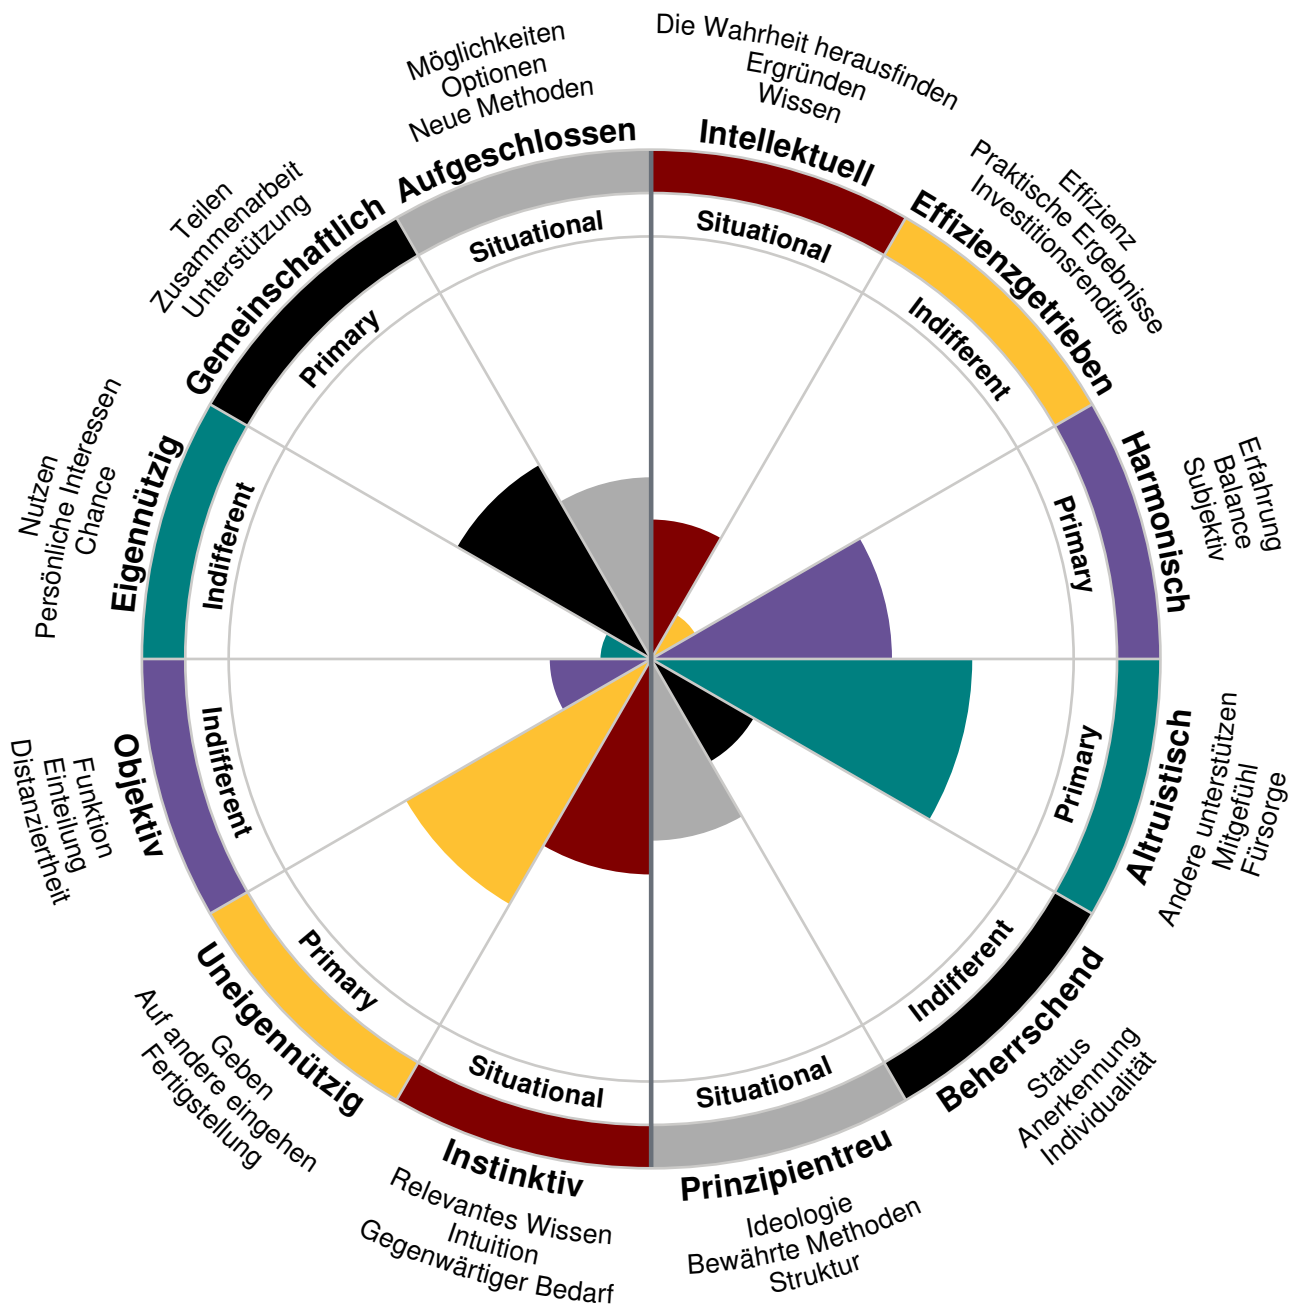 Die Wahrheit herausfinden
Ergründen
Wissen
Intellektuell
Situational
Effizienz
Praktische Ergebnisse
Investitionsrendite
Effizienzgetrieben
Indifferent
Erfahrung
Balance
Subjektiv
Harmonisch
Primary
Altruistisch
Primary
Andere unterstützen
Mitgefühl
Fürsorge
Beherrschend
Indifferent
Status
Anerkennung
Individualität
Situational
Prinzipientreu
Ideologie
Bewährte Methoden
Struktur
Situational
Instinktiv
Relevantes Wissen
Intuition
Gegenwärtiger Bedarf
Primary
Uneigennützig
Geben
Auf andere eingehen
Fertigstellung
Indifferent
Objektiv
Funktion
Einteilung
Distanziertheit
Nutzen
Persönliche Interessen
Chance
Eigennützig
Indifferent
Teilen
Zusammenarbeit
Unterstützung
Gemeinschaftlich
Primary
Möglichkeiten
Optionen
Neue Methoden
Aufgeschlossen
Situational